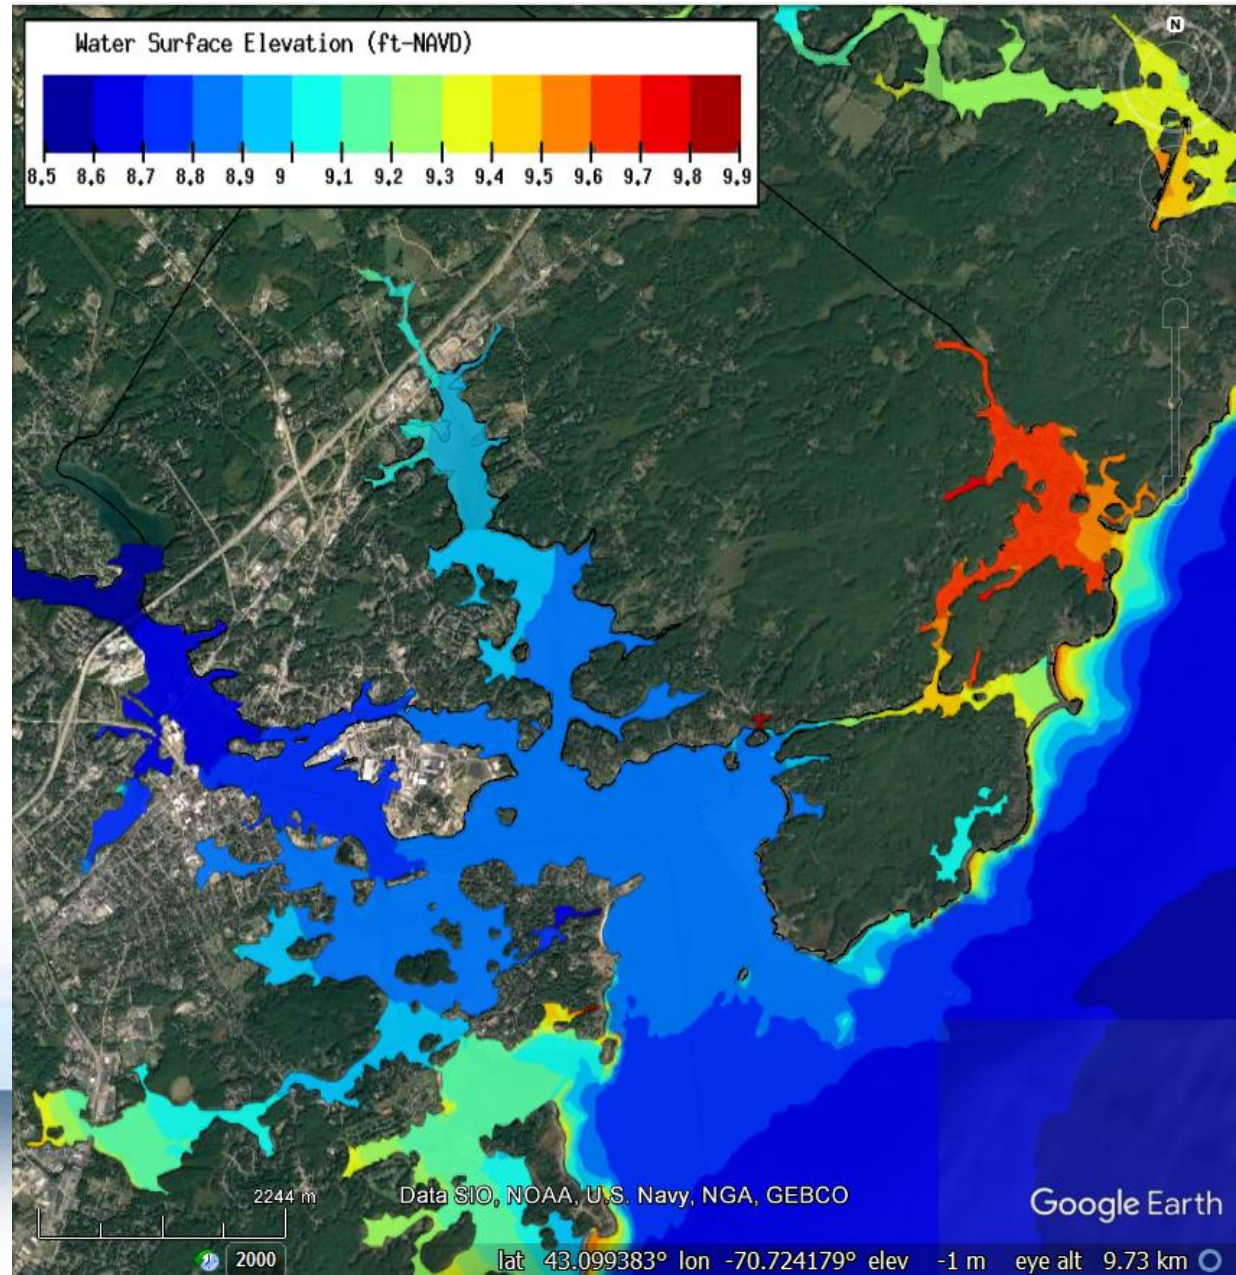 Water Surface Elevation (ft-NAVD)
8.5 8.6 8.7 8.8 8.9 9 9.1 9.2 9.3 9.4 9.5 9.6 9.7 9.8 9.9
N
2244 m
Data SIO, NOAA, U.S. Navy, NGA, GEBCO
Google Earth
2000
lat 43.099383° lon -70.724179° elev -1 m eye alt 9.73 km